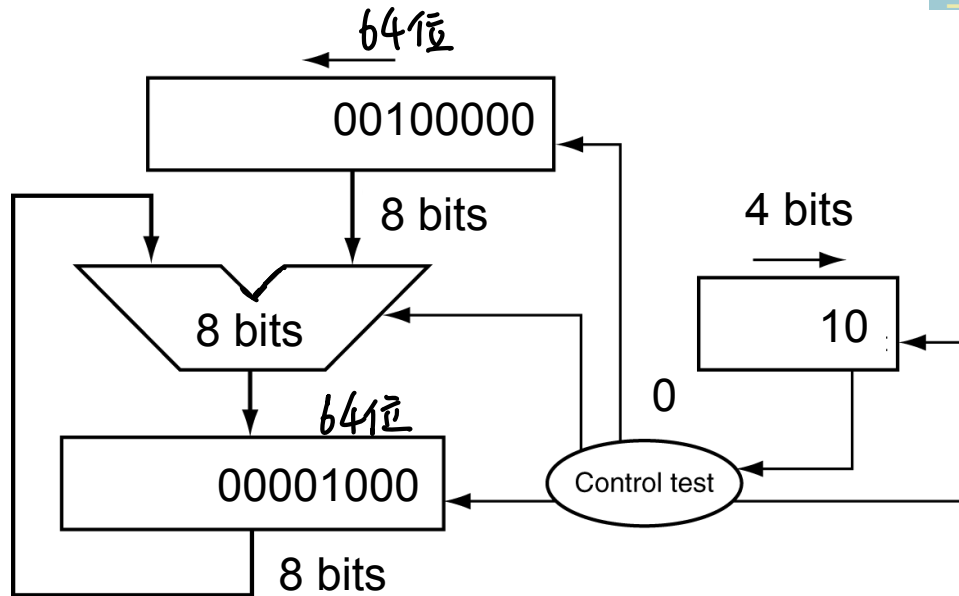 64位
00100000
8 bits
4 bits
8 bits
10
0
64位
Control test
00001000
8 bits